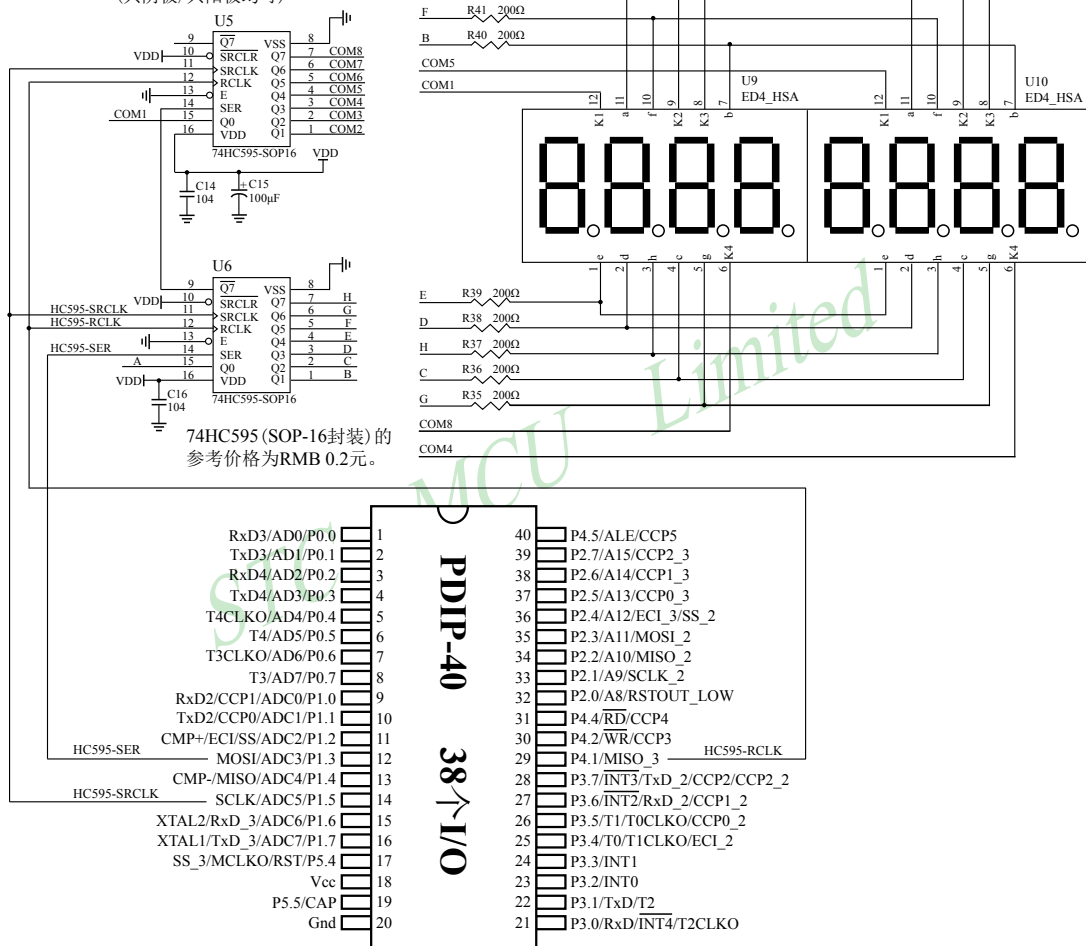 U5
9 Q7 VSS 8
VDD 10 SRCLR Q7 7 COM8
11 SRCLK Q6 6 COM7
12 RCLK Q5 5 COM6
13 E Q4 4 COM5
14 SER Q3 3 COM4
COM1 15 Q0 Q2 2 COM3
16 VDD Q1 1 COM2
74HC595-SOP16
VDD
C14
104
+ C15
100μF
U6
9 Q7 VSS 8
VDD 10 SRCLR Q7 7 H
HC595-SRCLK 11 SRCLK Q6 6 G
HC595-RCLK 12 RCLK Q5 5 F
13 E Q4 4 E
HC595-SER 14 SER Q3 3 D
A 15 Q0 Q2 2 C
VDD 16 VDD Q1 1 B
C16
104
74HC595-SOP16
74HC595(SOP-16封装)的
参考价格为RMB 0.2元。
F R41 200Ω
B R40 200Ω
COM5
COM1
U9
ED4_HSA
U10
ED4_HSA
12 11 10 9 8 7
K1 a f K2 K3 b
12 11 10 9 8 7
K1 a f K2 K3 b
e d h c g K4
1 2 3 4 5 6
e d h c g K4
1 2 3 4 5 6
E R39 200Ω
D R38 200Ω
H R37 200Ω
C R36 200Ω
G R35 200Ω
COM8
COM4
STC MCU Limited
PDIP-40 38个I/O
RxD3/AD0/P0.0 1 40 P4.5/ALE/CCP5
TxD3/AD1/P0.1 2 39 P2.7/A15/CCP2_3
RxD4/AD2/P0.2 3 38 P2.6/A14/CCP1_3
TxD4/AD3/P0.3 4 37 P2.5/A13/CCP0_3
T4CLKO/AD4/P0.4 5 36 P2.4/A12/ECI_3/SS_2
T4/AD5/P0.5 6 35 P2.3/A11/MOSI_2
T3CLKO/AD6/P0.6 7 34 P2.2/A10/MISO_2
T3/AD7/P0.7 8 33 P2.1/A9/SCLK_2
RxD2/CCP1/ADC0/P1.0 9 32 P2.0/A8/RSTOUT_LOW
TxD2/CCP0/ADC1/P1.1 10 31 P4.4/RD/CCP4
CMP+/ECI/SS/ADC2/P1.2 11 30 P4.2/WR/CCP3
HC595-SER MOSI/ADC3/P1.3 12 29 P4.1/MISO_3 HC595-RCLK
CMP-/MISO/ADC4/P1.4 13 28 P3.7/INT3/TxD_2/CCP2/CCP2_2
HC595-SRCLK SCLK/ADC5/P1.5 14 27 P3.6/INT2/RxD_2/CCP1_2
XTAL2/RxD_3/ADC6/P1.6 15 26 P3.5/T1/T0CLKO/CCP0_2
XTAL1/TxD_3/ADC7/P1.7 16 25 P3.4/T0/T1CLKO/ECI_2
SS_3/MCLKO/RST/P5.4 17 24 P3.3/INT1
Vcc 18 23 P3.2/INT0
P5.5/CAP 19 22 P3.1/TxD/T2
Gnd 20 21 P3.0/RxD/INT4/T2CLKO